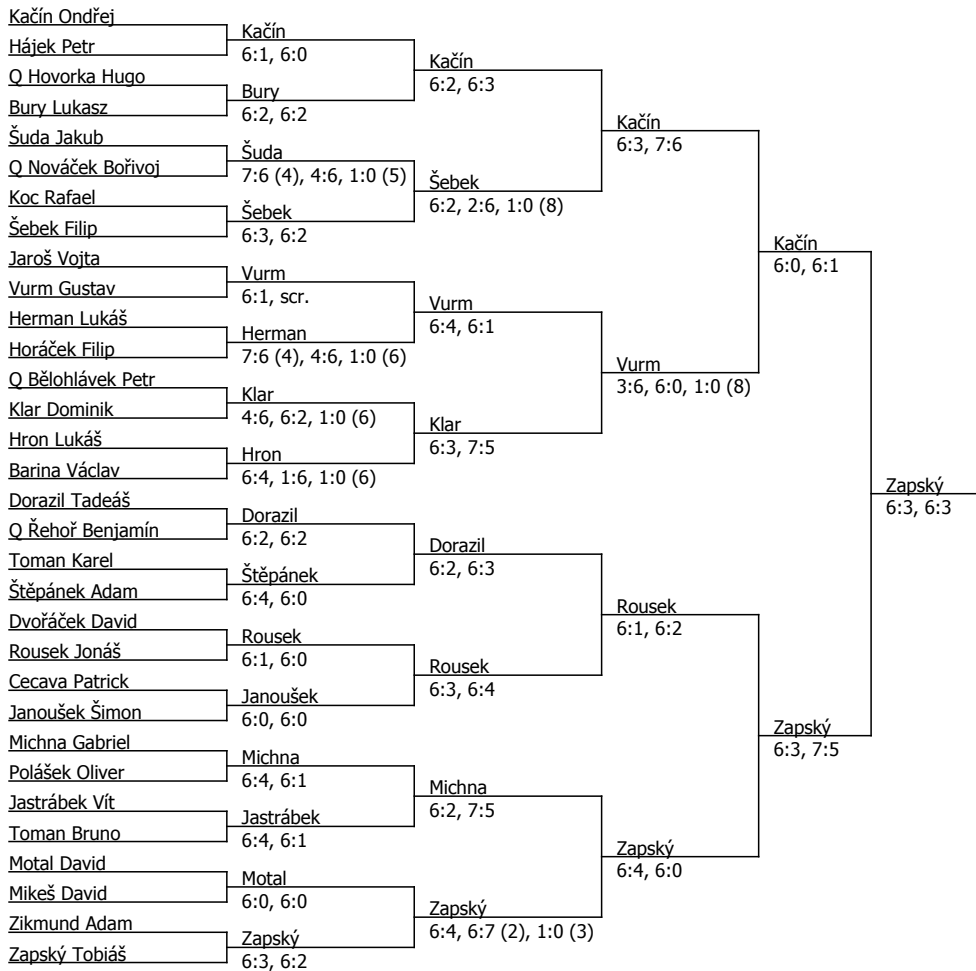 Kačín Ondřej
Hájek Petr
Q Hovorka Hugo
Bury Lukasz
Šuda Jakub
Q Nováček Bořivoj
Koc Rafael
Šebek Filip
Jaroš Vojta
Vurm Gustav
Herman Lukáš
Horáček Filip
Q Bělohlávek Petr
Klar Dominik
Hron Lukáš
Barina Václav
Dorazil Tadeáš
Q Řehoř Benjamín
Toman Karel
Štěpánek Adam
Dvořáček David
Rousek Jonáš
Cecava Patrick
Janoušek Šimon
Michna Gabriel
Polášek Oliver
Jastrábek Vít
Toman Bruno
Motal David
Mikeš David
Zikmund Adam
Zapský Tobiáš
Kačín
6:1, 6:0
Bury
6:2, 6:2
Šuda
7:6 (4), 4:6, 1:0 (5)
Šebek
6:3, 6:2
Vurm
6:1, scr.
Herman
7:6 (4), 4:6, 1:0 (6)
Klar
4:6, 6:2, 1:0 (6)
Hron
6:4, 1:6, 1:0 (6)
Dorazil
6:2, 6:2
Štěpánek
6:4, 6:0
Rousek
6:1, 6:0
Janoušek
6:0, 6:0
Michna
6:4, 6:1
Jastrábek
6:4, 6:1
Motal
6:0, 6:0
Zapský
6:3, 6:2
Kačín
6:2, 6:3
Šebek
6:2, 2:6, 1:0 (8)
Vurm
6:4, 6:1
Klar
6:3, 7:5
Dorazil
6:2, 6:3
Rousek
6:3, 6:4
Michna
6:2, 7:5
Zapský
6:4, 6:7 (2), 1:0 (3)
Kačín
6:3, 7:6
Vurm
3:6, 6:0, 1:0 (8)
Rousek
6:1, 6:2
Zapský
6:4, 6:0
Kačín
6:0, 6:1
Zapský
6:3, 7:5
Zapský
6:3, 6:3